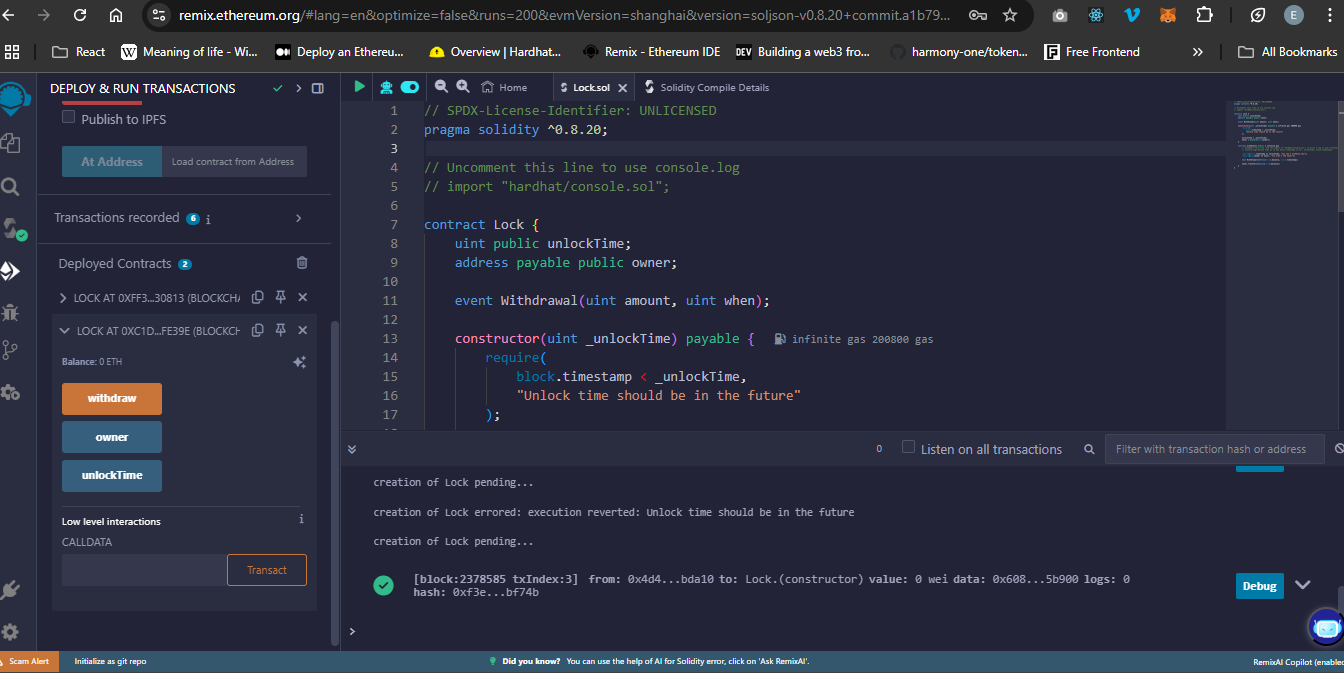 remix.ethereum.org/#lang=en&optimize=false&runs=200&evmVersion=shanghai&version=soljson-v0.8.20+commit.a1b79...
E
React
Meaning of life - Wi...
Deploy an Ethereu...
Overview | Hardhat...
Remix - Ethereum IDE
DEV Building a web3 fro...
harmony-one/token...
Free Frontend
»
All Bookmarks
DEPLOY & RUN TRANSACTIONS
Publish to IPFS
At Address
Load contract from Address
Transactions recorded 6 i
Deployed Contracts 2
LOCK AT 0XFF3...30813 (BLOCKCHA
LOCK AT 0XC1D...FE39E (BLOCKCH
Balance: 0 ETH
withdraw
owner
unlockTime
Low level interactions i
CALLDATA
Transact
Home
Lock.sol
Solidity Compile Details
1 // SPDX-License-Identifier: UNLICENSED
2 pragma solidity ^0.8.20;
3
4 // Uncomment this line to use console.log
5 // import "hardhat/console.sol";
6
7 contract Lock {
8 uint public unlockTime;
9 address payable public owner;
10
11 event Withdrawal(uint amount, uint when);
12
13 constructor(uint _unlockTime) payable { infinite gas 200800 gas
14 require(
15 block.timestamp < _unlockTime,
16 "Unlock time should be in the future"
17 );
0
Listen on all transactions
Filter with transaction hash or address
creation of Lock pending...
creation of Lock errored: execution reverted: Unlock time should be in the future
creation of Lock pending...
[block:2378585 txIndex:3] from: 0x4d4...bda10 to: Lock.(constructor) value: 0 wei data: 0x608...5b900 logs: 0
hash: 0xf3e...bf74b
Debug
>
Scam Alert
Initialize as git repo
Did you know? You can use the help of AI for Solidity error, click on 'Ask RemixAI'.
RemixAI Copilot (enabled